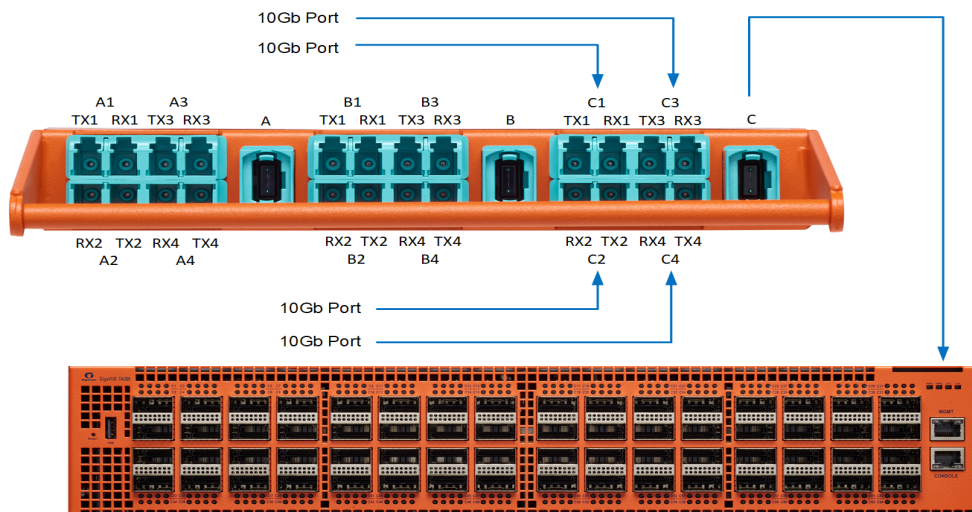 10Gb Port
10Gb Port
A1 A3 B1 B3 C1 C3
TX1 RX1 TX3 RX3 A TX1 RX1 TX3 RX3 B TX1 RX1 TX3 RX3 C
RX2 TX2 RX4 TX4 RX2 TX2 RX4 TX4 RX2 TX2 RX4 TX4
A2 A4 B2 B4 C2 C4
10Gb Port
10Gb Port
MGMT
CONSOLE